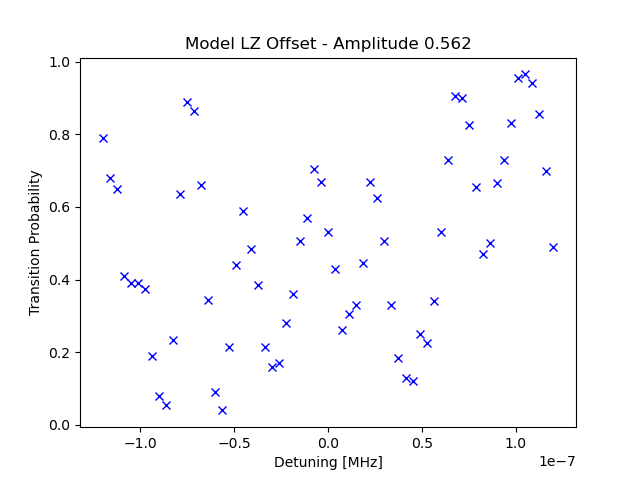 Model LZ Offset - Amplitude 0.562
1.0
0.8
0.6
0.4
0.2
0.0
Transition Probability
−1.0 −0.5 0.0 0.5 1.0
1e−7
Detuning [MHz]